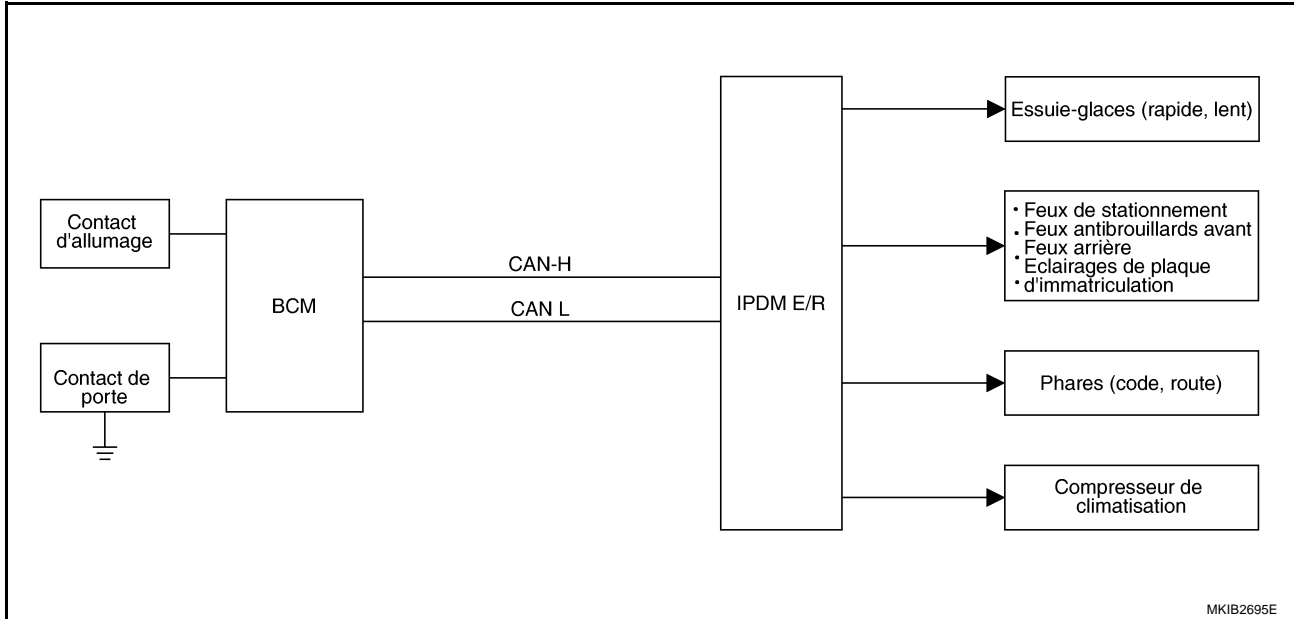 Essuie-glaces (rapide, lent)
Contact
d'allumage
BCM
CAN-H
CAN L
IPDM E/R
• Feux de stationnement
• Feux antibrouillards avant
Feux arrière
• Eclairages de plaque
• d'immatriculation
Contact de
porte
Phares (code, route)
Compresseur de
climatisation
MKIB2695E